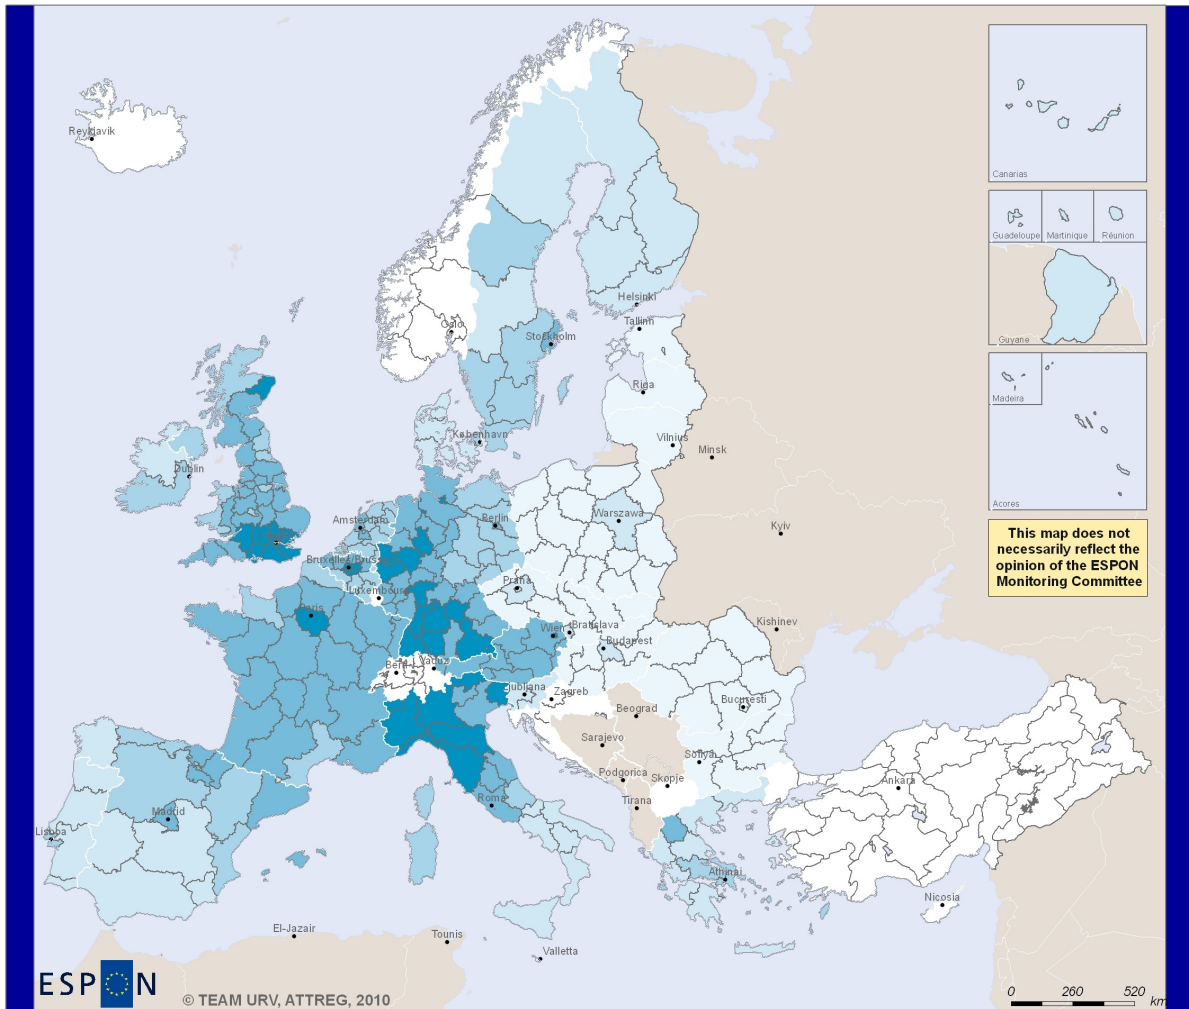 Reykjavik
Canarias
Guadeloupe
Martinique
Réunion
Helsinki
Tallinn
Oslo
Stockholm
Guyane
Riga
Madeira
København
Vilnius
Minsk
Dublin
Acores
Amsterdam
Berlin
Warszawa
Kyiv
This map does not
necessarily reflect the
opinion of the ESPON
Monitoring Committee
Luxembourg
Praha
Paris
Kishinev
Wien
Bratislava
Budapest
Bern
Vaduz
Ljubljana
Zagreb
Bucuresti
Beograd
Sarajevo
Sofiya
Podgorica
Skopje
Ankara
Madrid
Roma
Tirana
Lisboa
Athinai
Nicosia
El-Jazair
Tounis
Valletta
ESPON
© TEAM URV, ATTREG, 2010
0 260 520
km